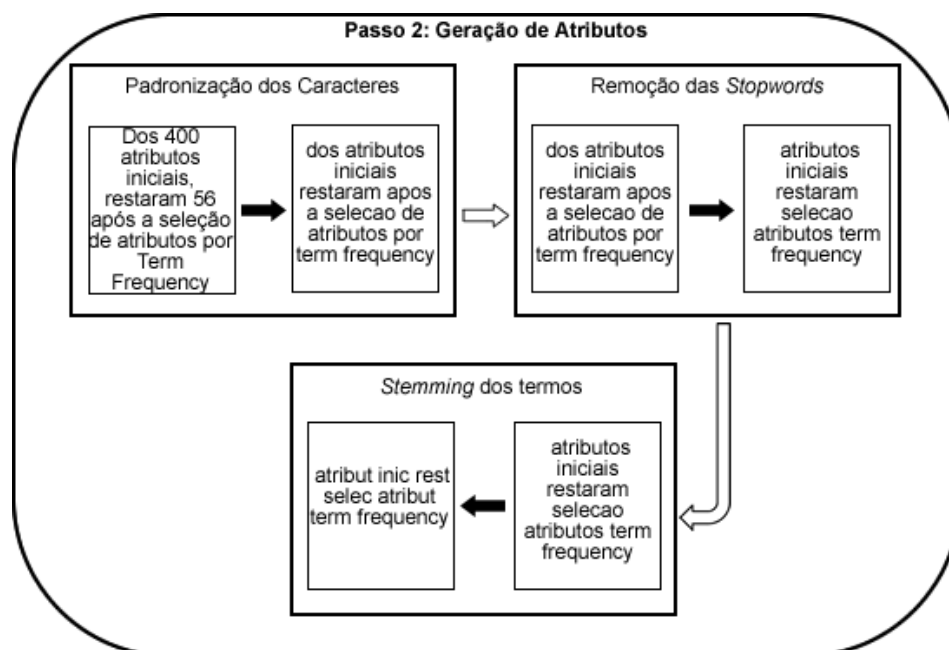 Passo 2: Geração de Atributos
Padronização dos Caracteres
Dos 400
atributos
iniciais,
restaram 56
após a seleção
de atributos por
Term
Frequency
dos atributos
iniciais
restaram apos
a selecao de
atributos por
term frequency
Remoção das Stopwords
dos atributos
iniciais
restaram apos
a selecao de
atributos por
term frequency
atributos
iniciais
restaram
selecao
atributos term
frequency
Stemming dos termos
atribut inic rest
selec atribut
term frequency
atributos
iniciais
restaram
selecao
atributos term
frequency